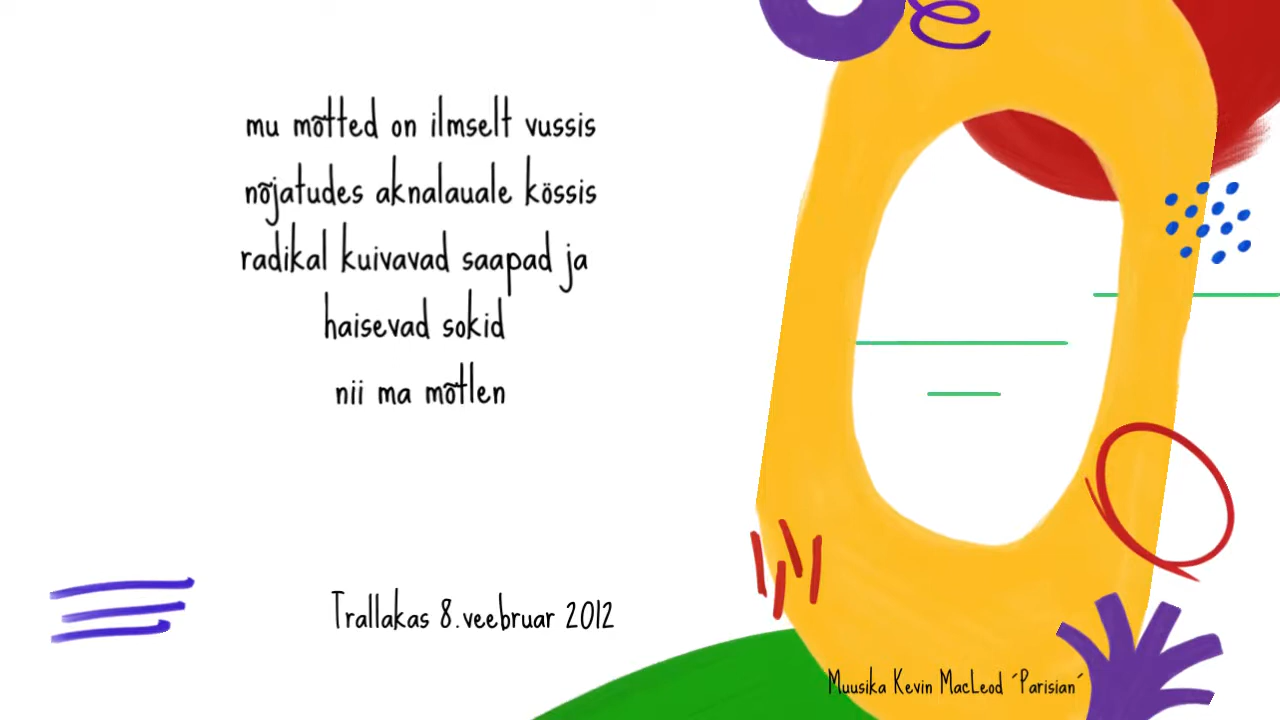 mu mõtted on ilmselt vussis
nõjatudes aknalauale kössis
radikal kuivavad saapad ja
haisevad sokid
nii ma mõtlen
Trallakas 8.veebruar 2012
Muusika Kevin MacLeod ´Parisian´